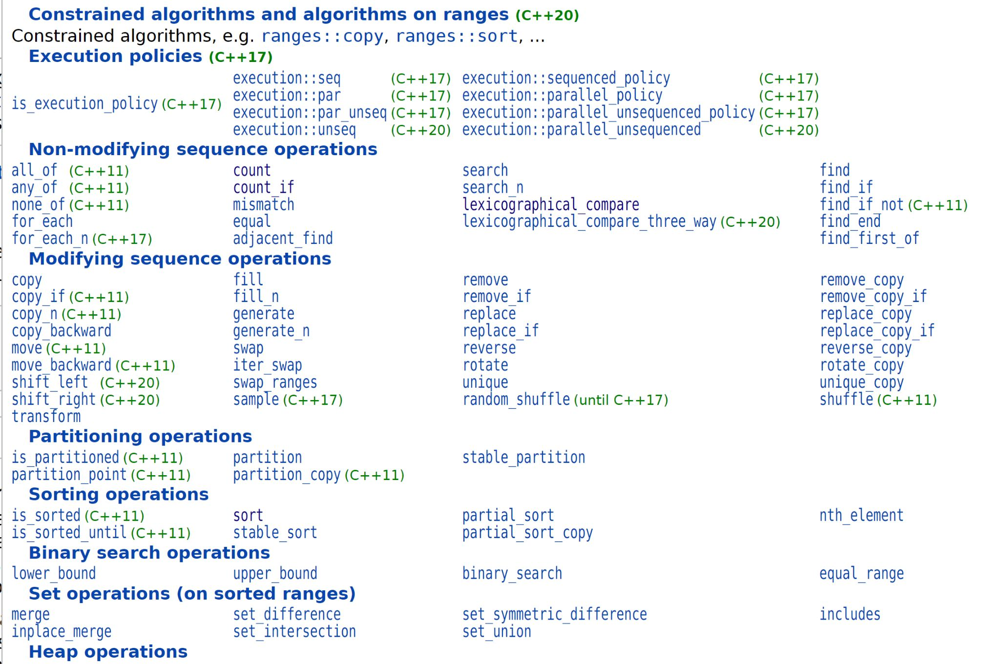 Constrained algorithms and algorithms on ranges (C++20)
Constrained algorithms, e.g. ranges::copy, ranges::sort, ...
Execution policies (C++17)
is_execution_policy (C++17)
execution::seq (C++17) execution::sequenced_policy (C++17)
execution::par (C++17) execution::parallel_policy (C++17)
execution::par_unseq (C++17) execution::parallel_unsequenced_policy (C++17)
execution::unseq (C++20) execution::parallel_unsequenced (C++20)
Non-modifying sequence operations
all_of (C++11) count search find
any_of (C++11) count_if search_n find_if
none_of (C++11) mismatch lexicographical_compare find_if_not (C++11)
for_each equal lexicographical_compare_three_way (C++20) find_end
for_each_n (C++17) adjacent_find find_first_of
Modifying sequence operations
copy fill remove remove_copy
copy_if (C++11) fill_n remove_if remove_copy_if
copy_n (C++11) generate replace replace_copy
copy_backward generate_n replace_if replace_copy_if
move (C++11) swap reverse reverse_copy
move_backward (C++11) iter_swap rotate rotate_copy
shift_left (C++20) swap_ranges unique unique_copy
shift_right (C++20) sample (C++17) random_shuffle (until C++17) shuffle (C++11)
transform
Partitioning operations
is_partitioned (C++11) partition stable_partition
partition_point (C++11) partition_copy (C++11)
Sorting operations
is_sorted (C++11) sort partial_sort nth_element
is_sorted_until (C++11) stable_sort partial_sort_copy
Binary search operations
lower_bound upper_bound binary_search equal_range
Set operations (on sorted ranges)
merge set_difference set_symmetric_difference includes
inplace_merge set_intersection set_union
Heap operations